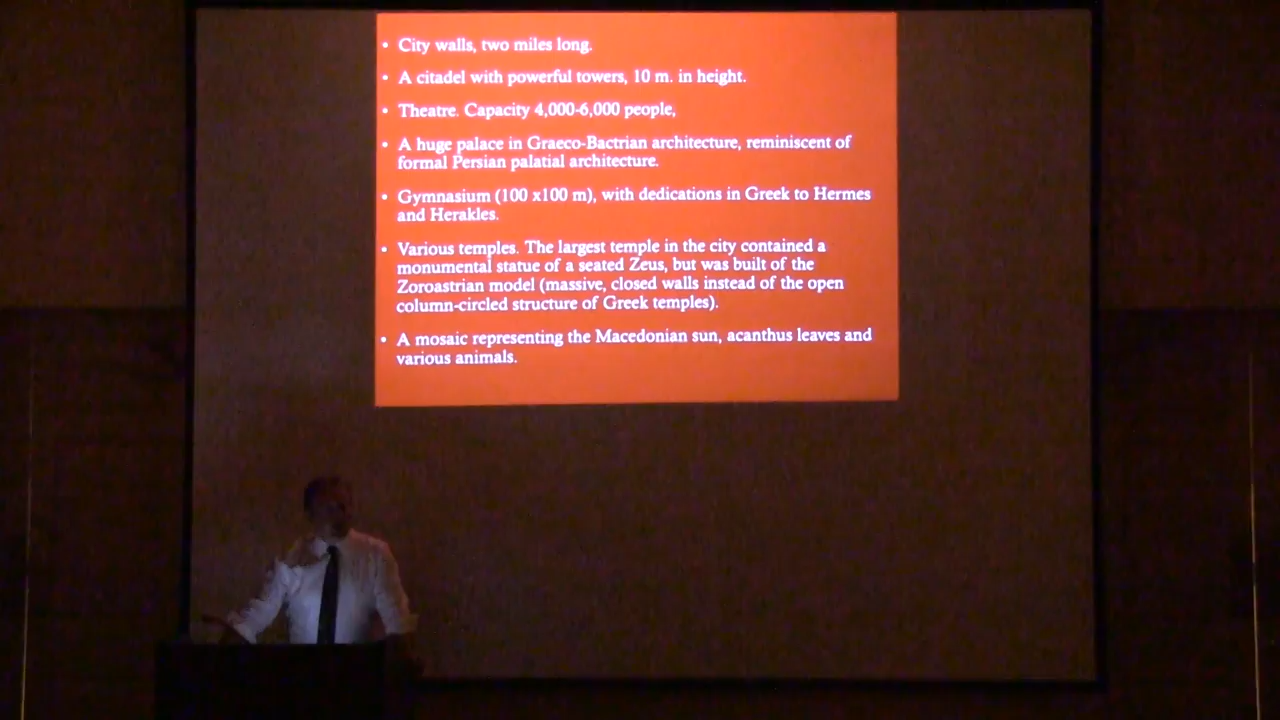 • City walls, two miles long.
• A citadel with powerful towers, 10 m. in height.
• Theatre. Capacity 4,000-6,000 people,
• A huge palace in Graeco-Bactrian architecture, reminiscent of
formal Persian palatial architecture.
• Gymnasium (100 x100 m), with dedications in Greek to Hermes
and Herakles.
• Various temples. The largest temple in the city contained a
monumental statue of a seated Zeus, but was built of the
Zoroastrian model (massive, closed walls instead of the open
column-circled structure of Greek temples).
• A mosaic representing the Macedonian sun, acanthus leaves and
various animals.